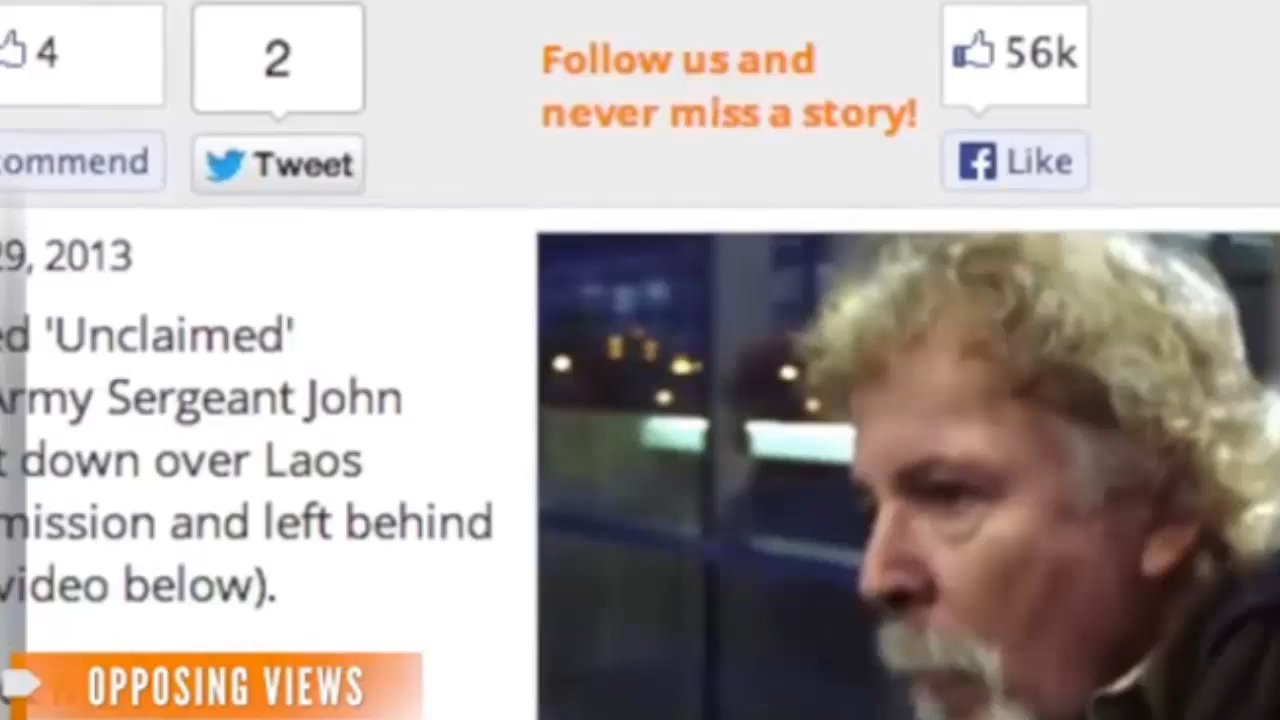 4
2
Follow us and
never miss a story!
56k
ommend
Tweet
Like
29, 2013
ed 'Unclaimed'
Army Sergeant John
t down over Laos
mission and left behind
video below).
OPPOSING VIEWS